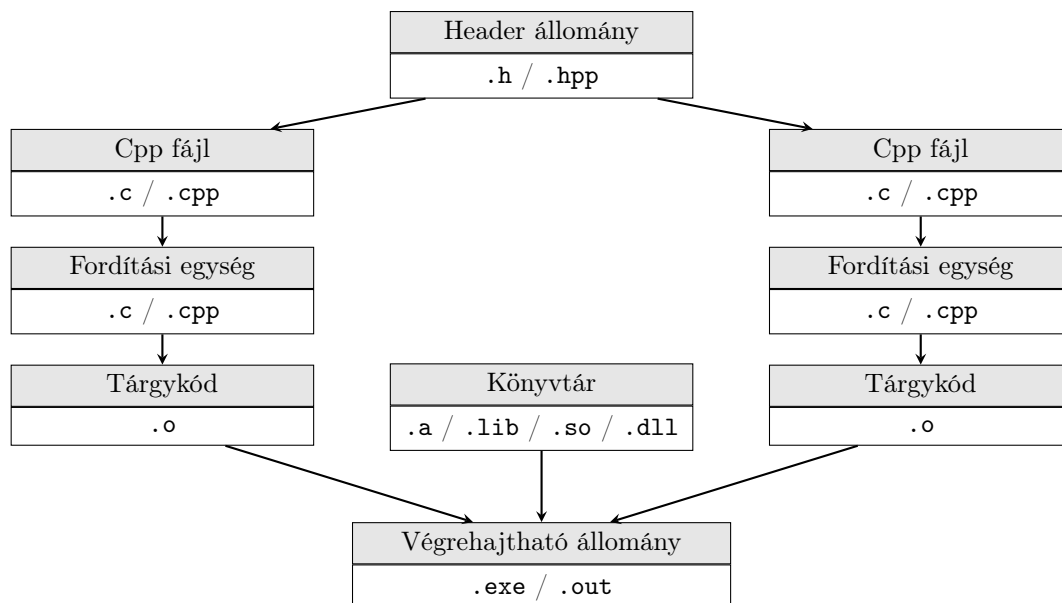 Header állomány
.h / .hpp
Cpp fájl
.c / .cpp
Cpp fájl
.c / .cpp
Fordítási egység
.c / .cpp
Fordítási egység
.c / .cpp
Tárgykód
.o
Könyvtár
.a / .lib / .so / .dll
Tárgykód
.o
Végrehajtható állomány
.exe / .out